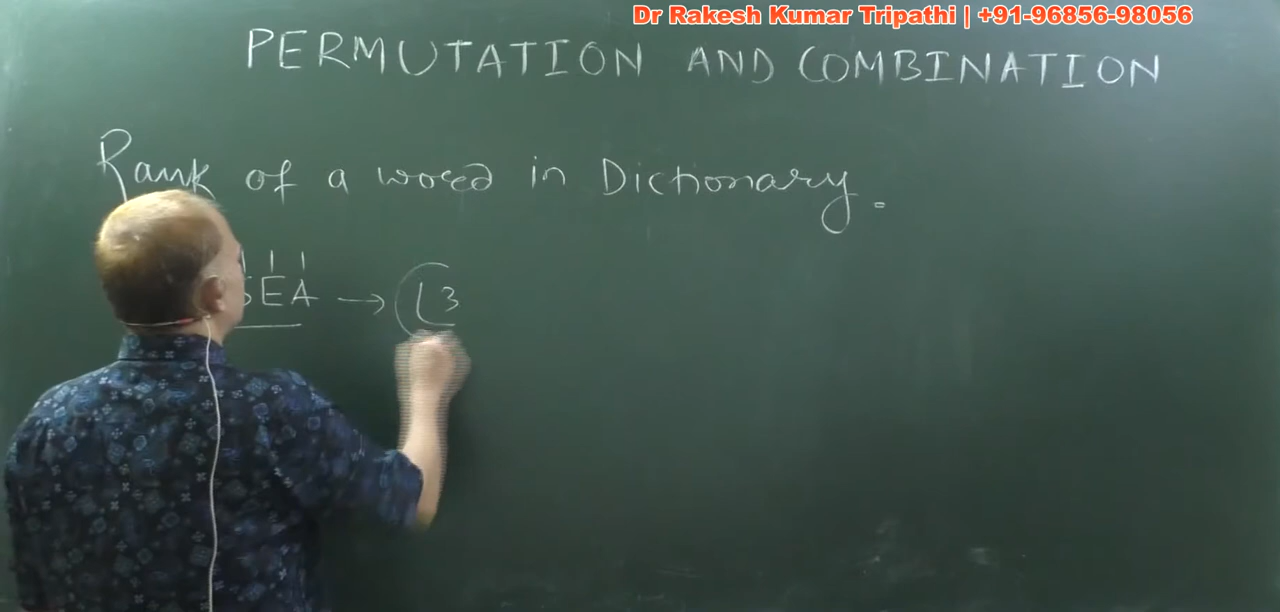 Dr Rakesh Kumar Tripathi | +91-96856-98056
PERMUTATION AND COMBINATION
Rank of a word in Dictionary.
SEA → (⌊3